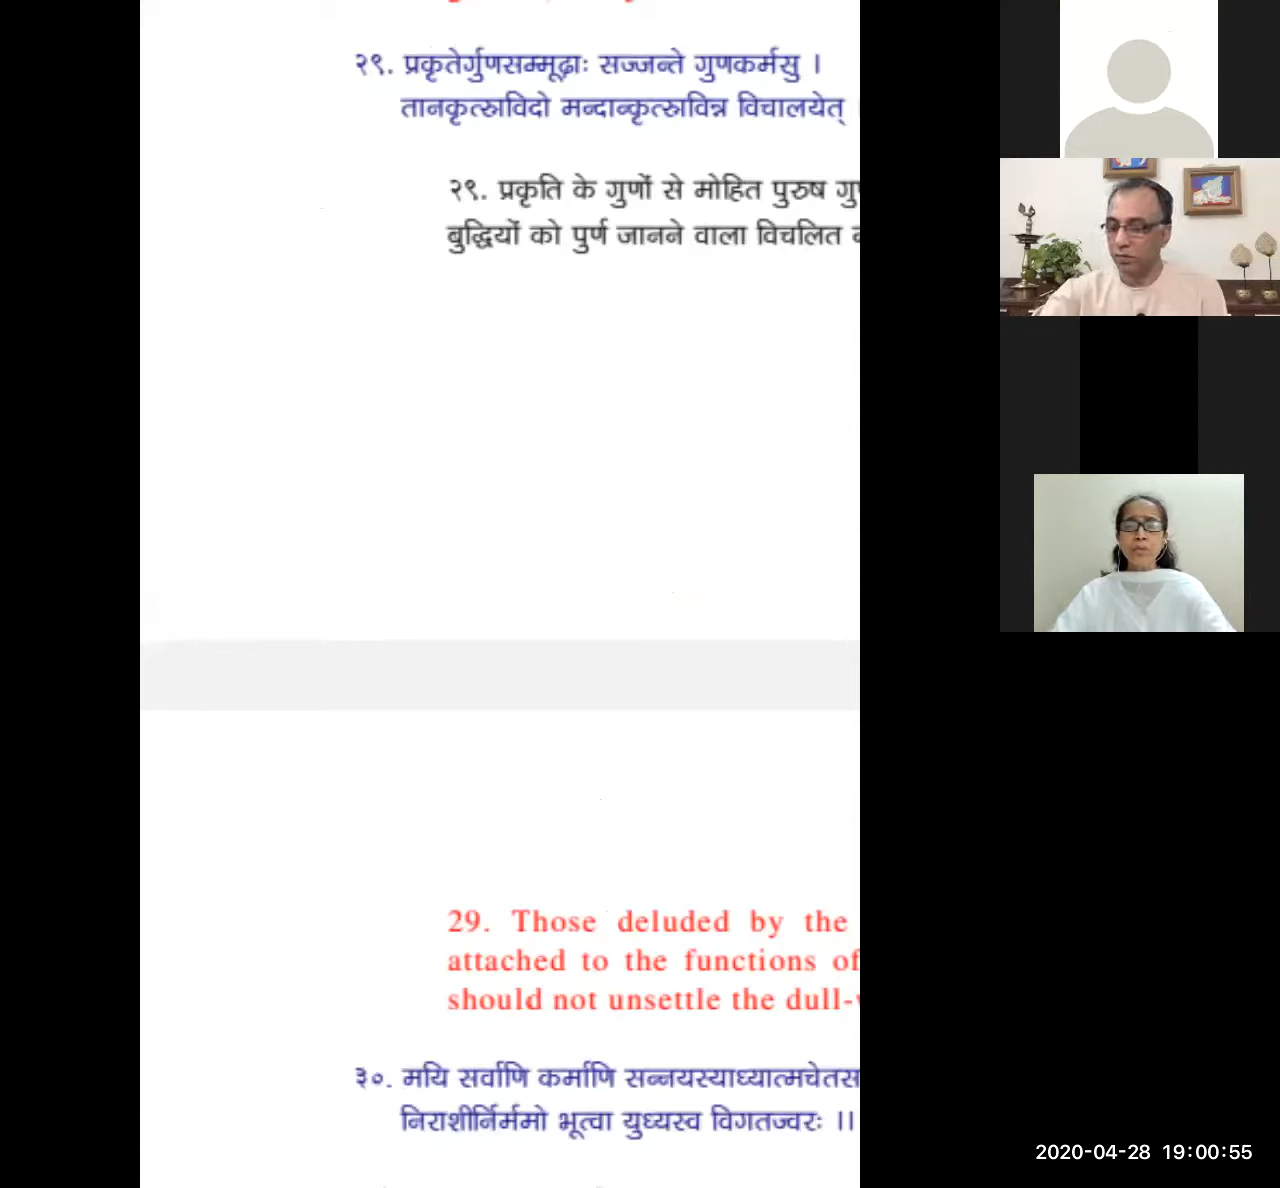 २९. प्रकृतेर्गुणसम्मूढाः सज्जन्ते गुणकर्मसु ।
तानकृत्स्नविदो मन्दान्कृत्स्नविन्न विचालयेत्
२९. प्रकृति के गुणों से मोहित पुरुष
बुद्धियों को पुर्ण जानने वाला विचलित
29. Those deluded by the
attached to the functions of
should not unsettle the dull-
३०. मयि सर्वाणि कर्माणि सन्नयस्याध्यात्मचेतस
निराशीर्निर्ममो भूत्वा युध्यस्व विगतज्वरः ।।
2020-04-28 19:00:55